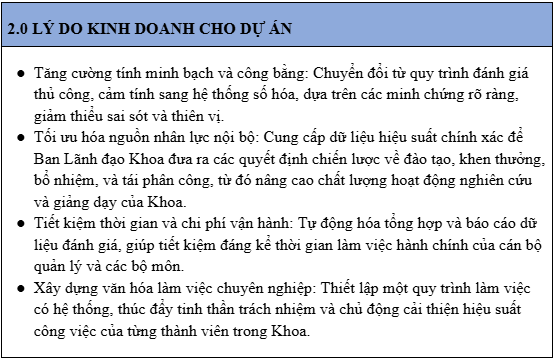 2.0 LÝ DO KINH DOANH CHO DỰ ÁN
● Tăng cường tính minh bạch và công bằng: Chuyển đổi từ quy trình đánh giá
thủ công, cảm tính sang hệ thống số hóa, dựa trên các minh chứng rõ ràng,
giảm thiểu sai sót và thiên vị.
● Tối ưu hóa nguồn nhân lực nội bộ: Cung cấp dữ liệu hiệu suất chính xác để
Ban Lãnh đạo Khoa đưa ra các quyết định chiến lược về đào tạo, khen thưởng,
bổ nhiệm, và tái phân công, từ đó nâng cao chất lượng hoạt động nghiên cứu
và giảng dạy của Khoa.
● Tiết kiệm thời gian và chi phí vận hành: Tự động hóa tổng hợp và báo cáo dữ
liệu đánh giá, giúp tiết kiệm đáng kể thời gian làm việc hành chính của cán bộ
quản lý và các bộ môn.
● Xây dựng văn hóa làm việc chuyên nghiệp: Thiết lập một quy trình làm việc
có hệ thống, thúc đẩy tinh thần trách nhiệm và chủ động cải thiện hiệu suất
công việc của từng thành viên trong Khoa.